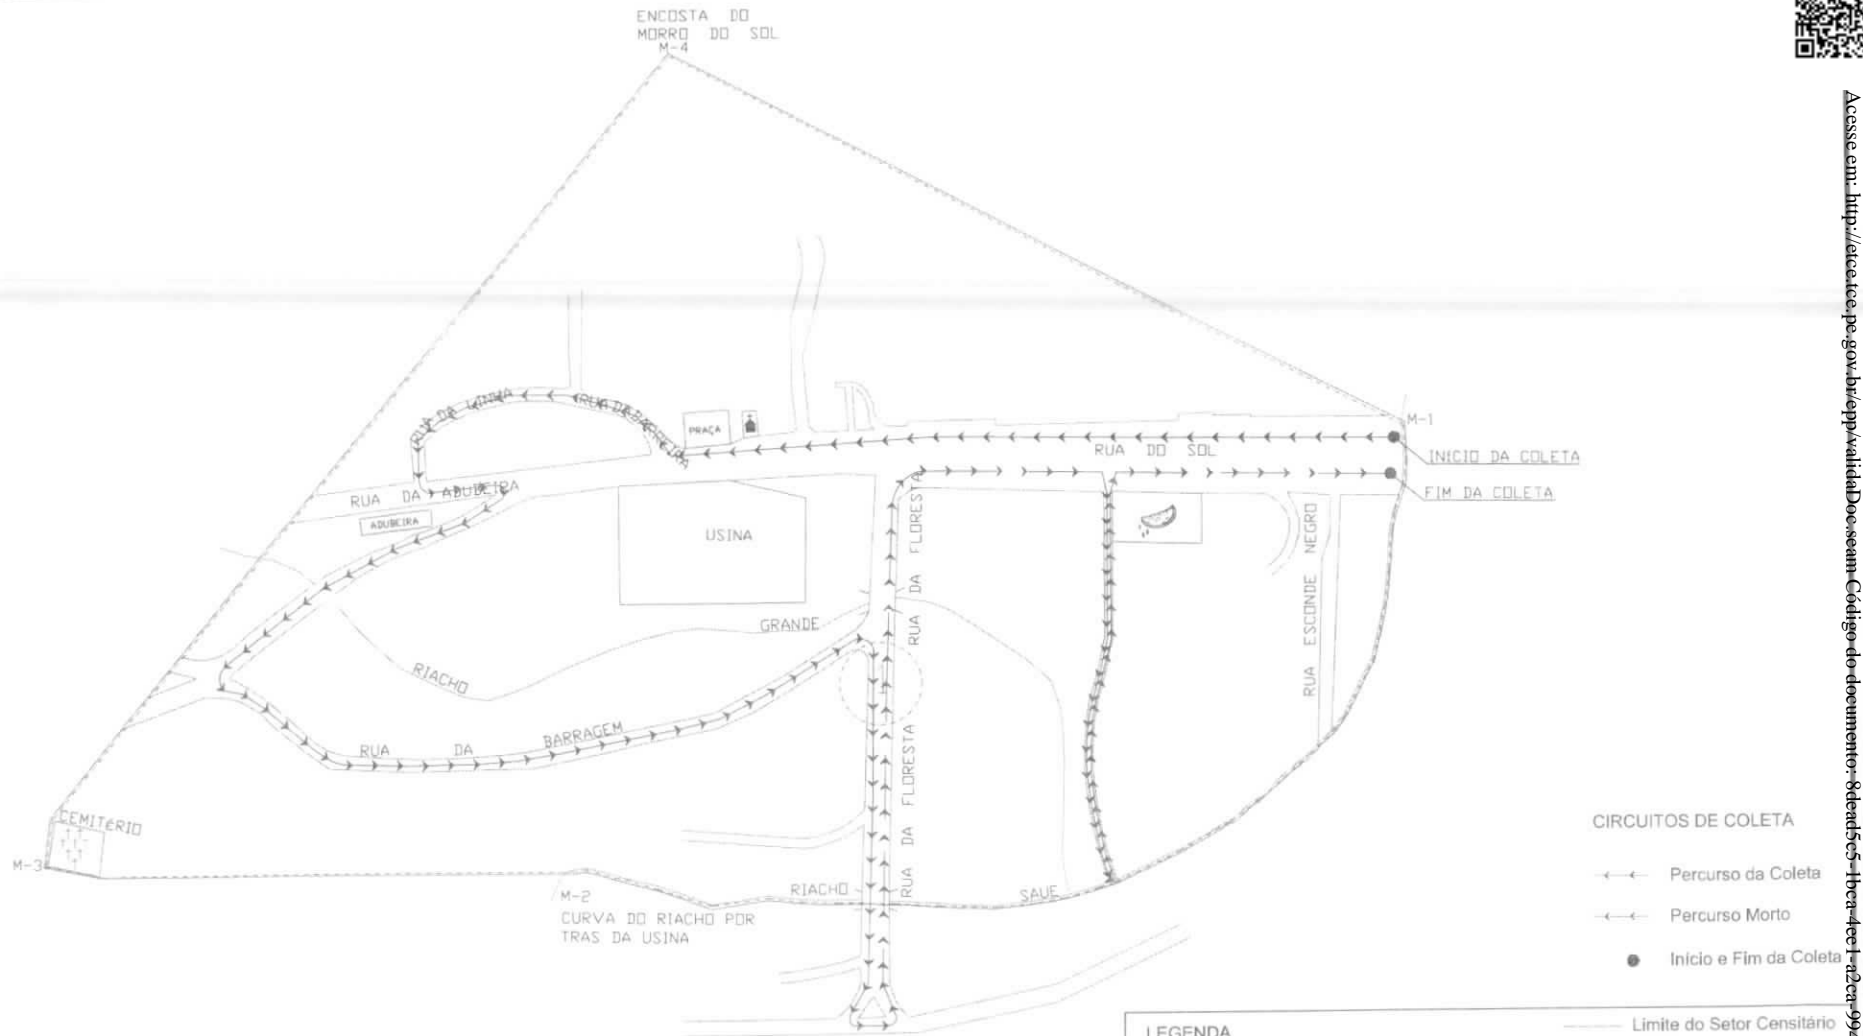 ENCOSTA DO
MORRO DO SOL
M-4
M-1
RUA DA LINHA
PRAÇA
RUA DO SOL
INÍCIO DA COLETA
FIM DA COLETA
RUA DA ADUBEIRA
ADUBEIRA
USINA
RUA DA FLORESTA
RUA ESCONDE NEGRO
RIACHO GRANDE
RUA DA BARRAGEM
RUA DA FLORESTA
CEMITÉRIO
M-3
M-2
CURVA DO RIACHO POR
TRAS DA USINA
RIACHO SAUE
CIRCUITOS DE COLETA
Percurso da Coleta
Percurso Morto
Início e Fim da Coleta
LEGENDA
Limite do Setor Censitário
Acesse em: http://etce.tce.pe.gov.br/epp/validaDoc.seam Código do documento: 8dead5c5-1bca-4ee1-a2ca-99